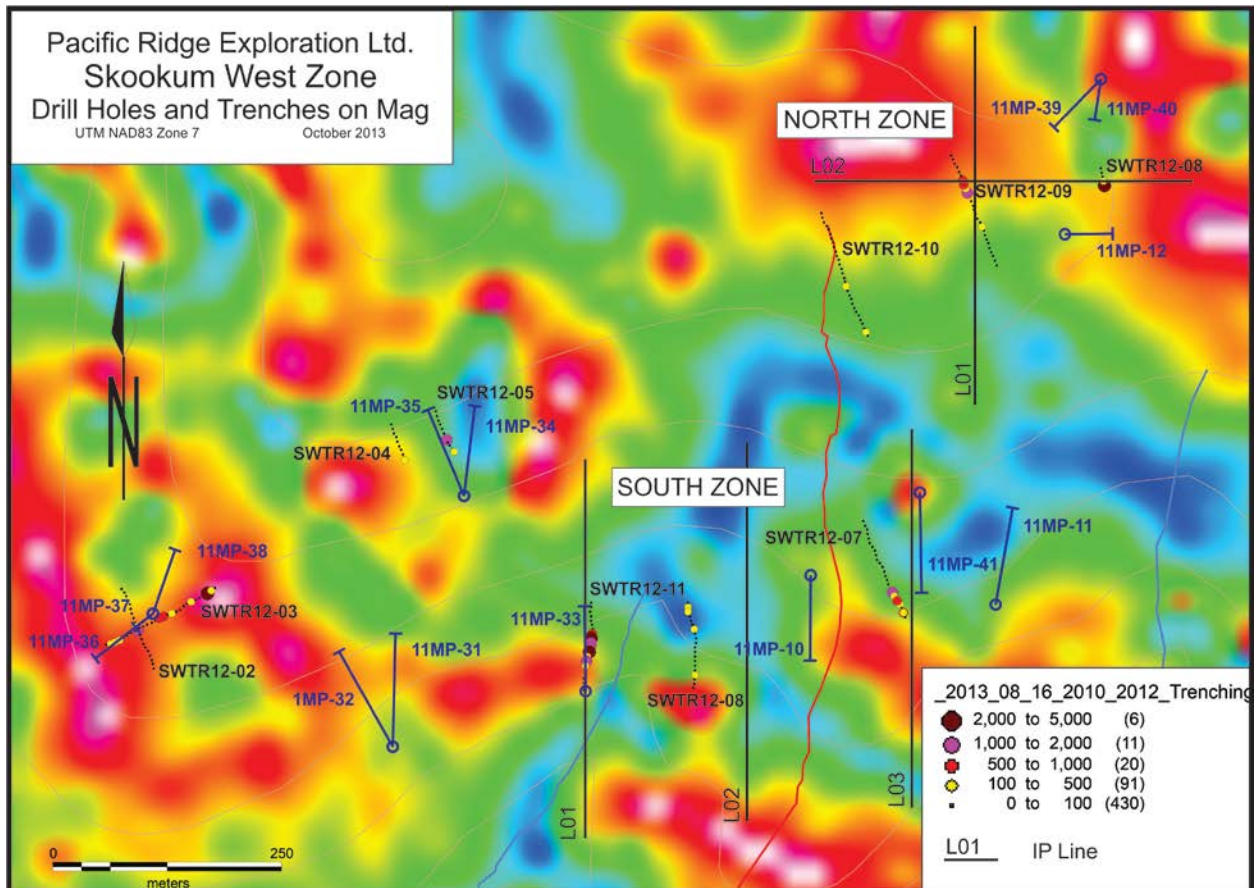 Pacific Ridge Exploration Ltd.
Skookum West Zone
Drill Holes and Trenches on Mag
UTM NAD83 Zone 7 October 2013
NORTH ZONE
11MP-39
11MP-40
L02
SWTR12-08
SWTR12-09
SWTR12-10
11MP-12
L01
N
SWTR12-05
11MP-35
11MP-34
SWTR12-04
SOUTH ZONE
11MP-11
SWTR12-07
11MP-41
11MP-38
11MP-37
SWTR12-03
11MP-36
SWTR12-02
SWTR12-11
11MP-33
11MP-31
1MP-32
11MP-10
SWTR12-08
L01
L02
L03
_2013_08_16_2010_2012_Trenching
2,000 to 5,000 (6)
1,000 to 2,000 (11)
500 to 1,000 (20)
100 to 500 (91)
0 to 100 (430)
L01 IP Line
0 250
meters